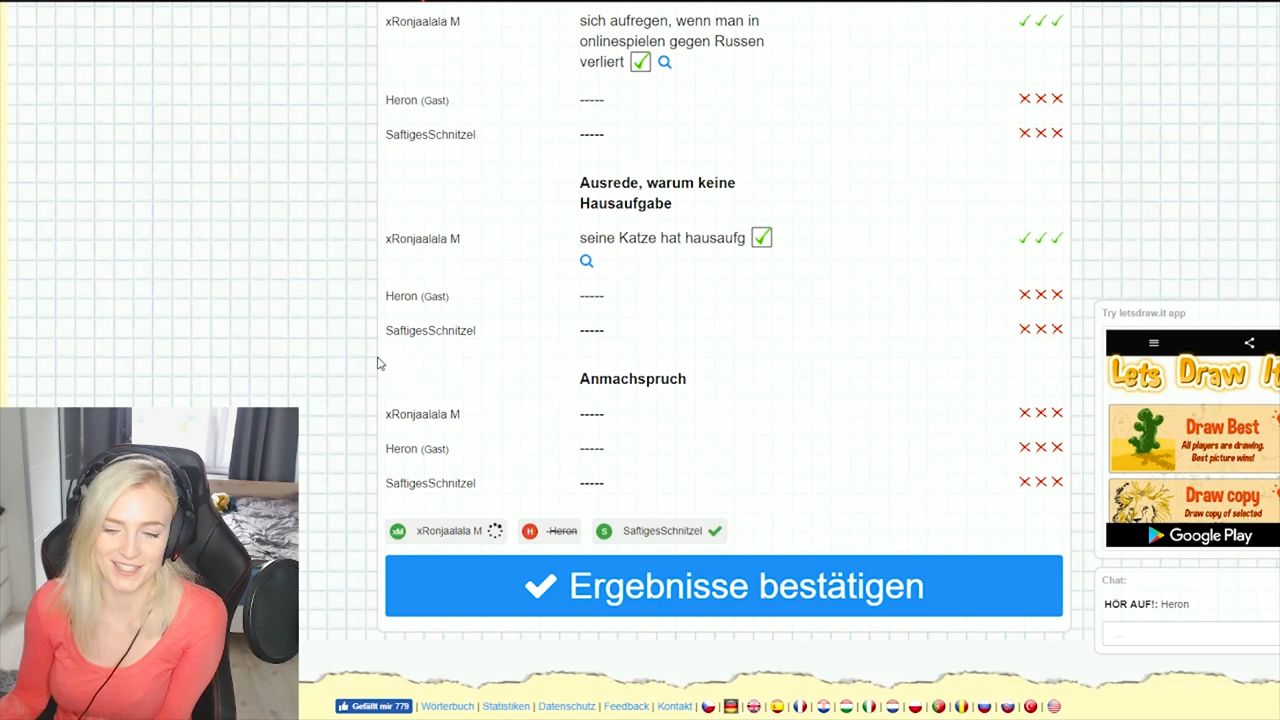 xRonjaalala M
sich aufregen, wenn man in
onlinespielen gegen Russen
verliert
Heron (Gast)
-----
SaftigesSchnitzel
-----
Ausrede, warum keine
Hausaufgabe
xRonjaalala M
seine Katze hat hausaufg
Heron (Gast)
-----
SaftigesSchnitzel
-----
Anmachspruch
xRonjaalala M
-----
Heron (Gast)
-----
SaftigesSchnitzel
-----
xM xRonjaalala M H Heron S SaftigesSchnitzel
Ergebnisse bestätigen
Try letsdraw.it app
Lets Draw It
Draw Best
All players are drawing.
Best picture wins!
Draw copy
Draw copy of selected
Google Play
Chat:
HÖR AUF!: Heron
Gefällt mir 779 | Wörterbuch | Statistiken | Datenschutz | Feedback | Kontakt |